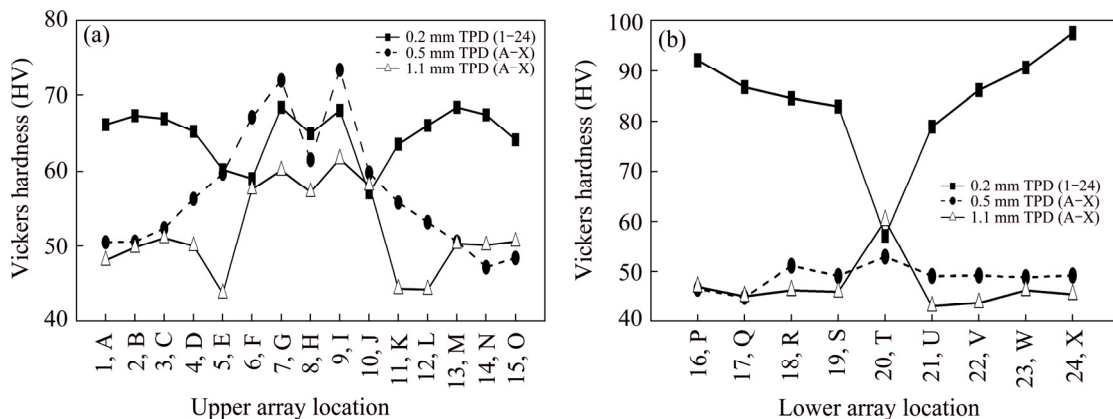 (a)
0.2 mm TPD (1−24)
0.5 mm TPD (A−X)
1.1 mm TPD (A−X)
Vickers hardness (HV)
80
70
60
50
40
1, A
2, B
3, C
4, D
5, E
6, F
7, G
8, H
9, I
10, J
11, K
12, L
13, M
14, N
15, O
Upper array location
(b)
0.2 mm TPD (1−24)
0.5 mm TPD (A−X)
1.1 mm TPD (A−X)
Vickers hardness (HV)
100
90
80
70
60
50
40
16, P
17, Q
18, R
19, S
20, T
21, U
22, V
23, W
24, X
Lower array location